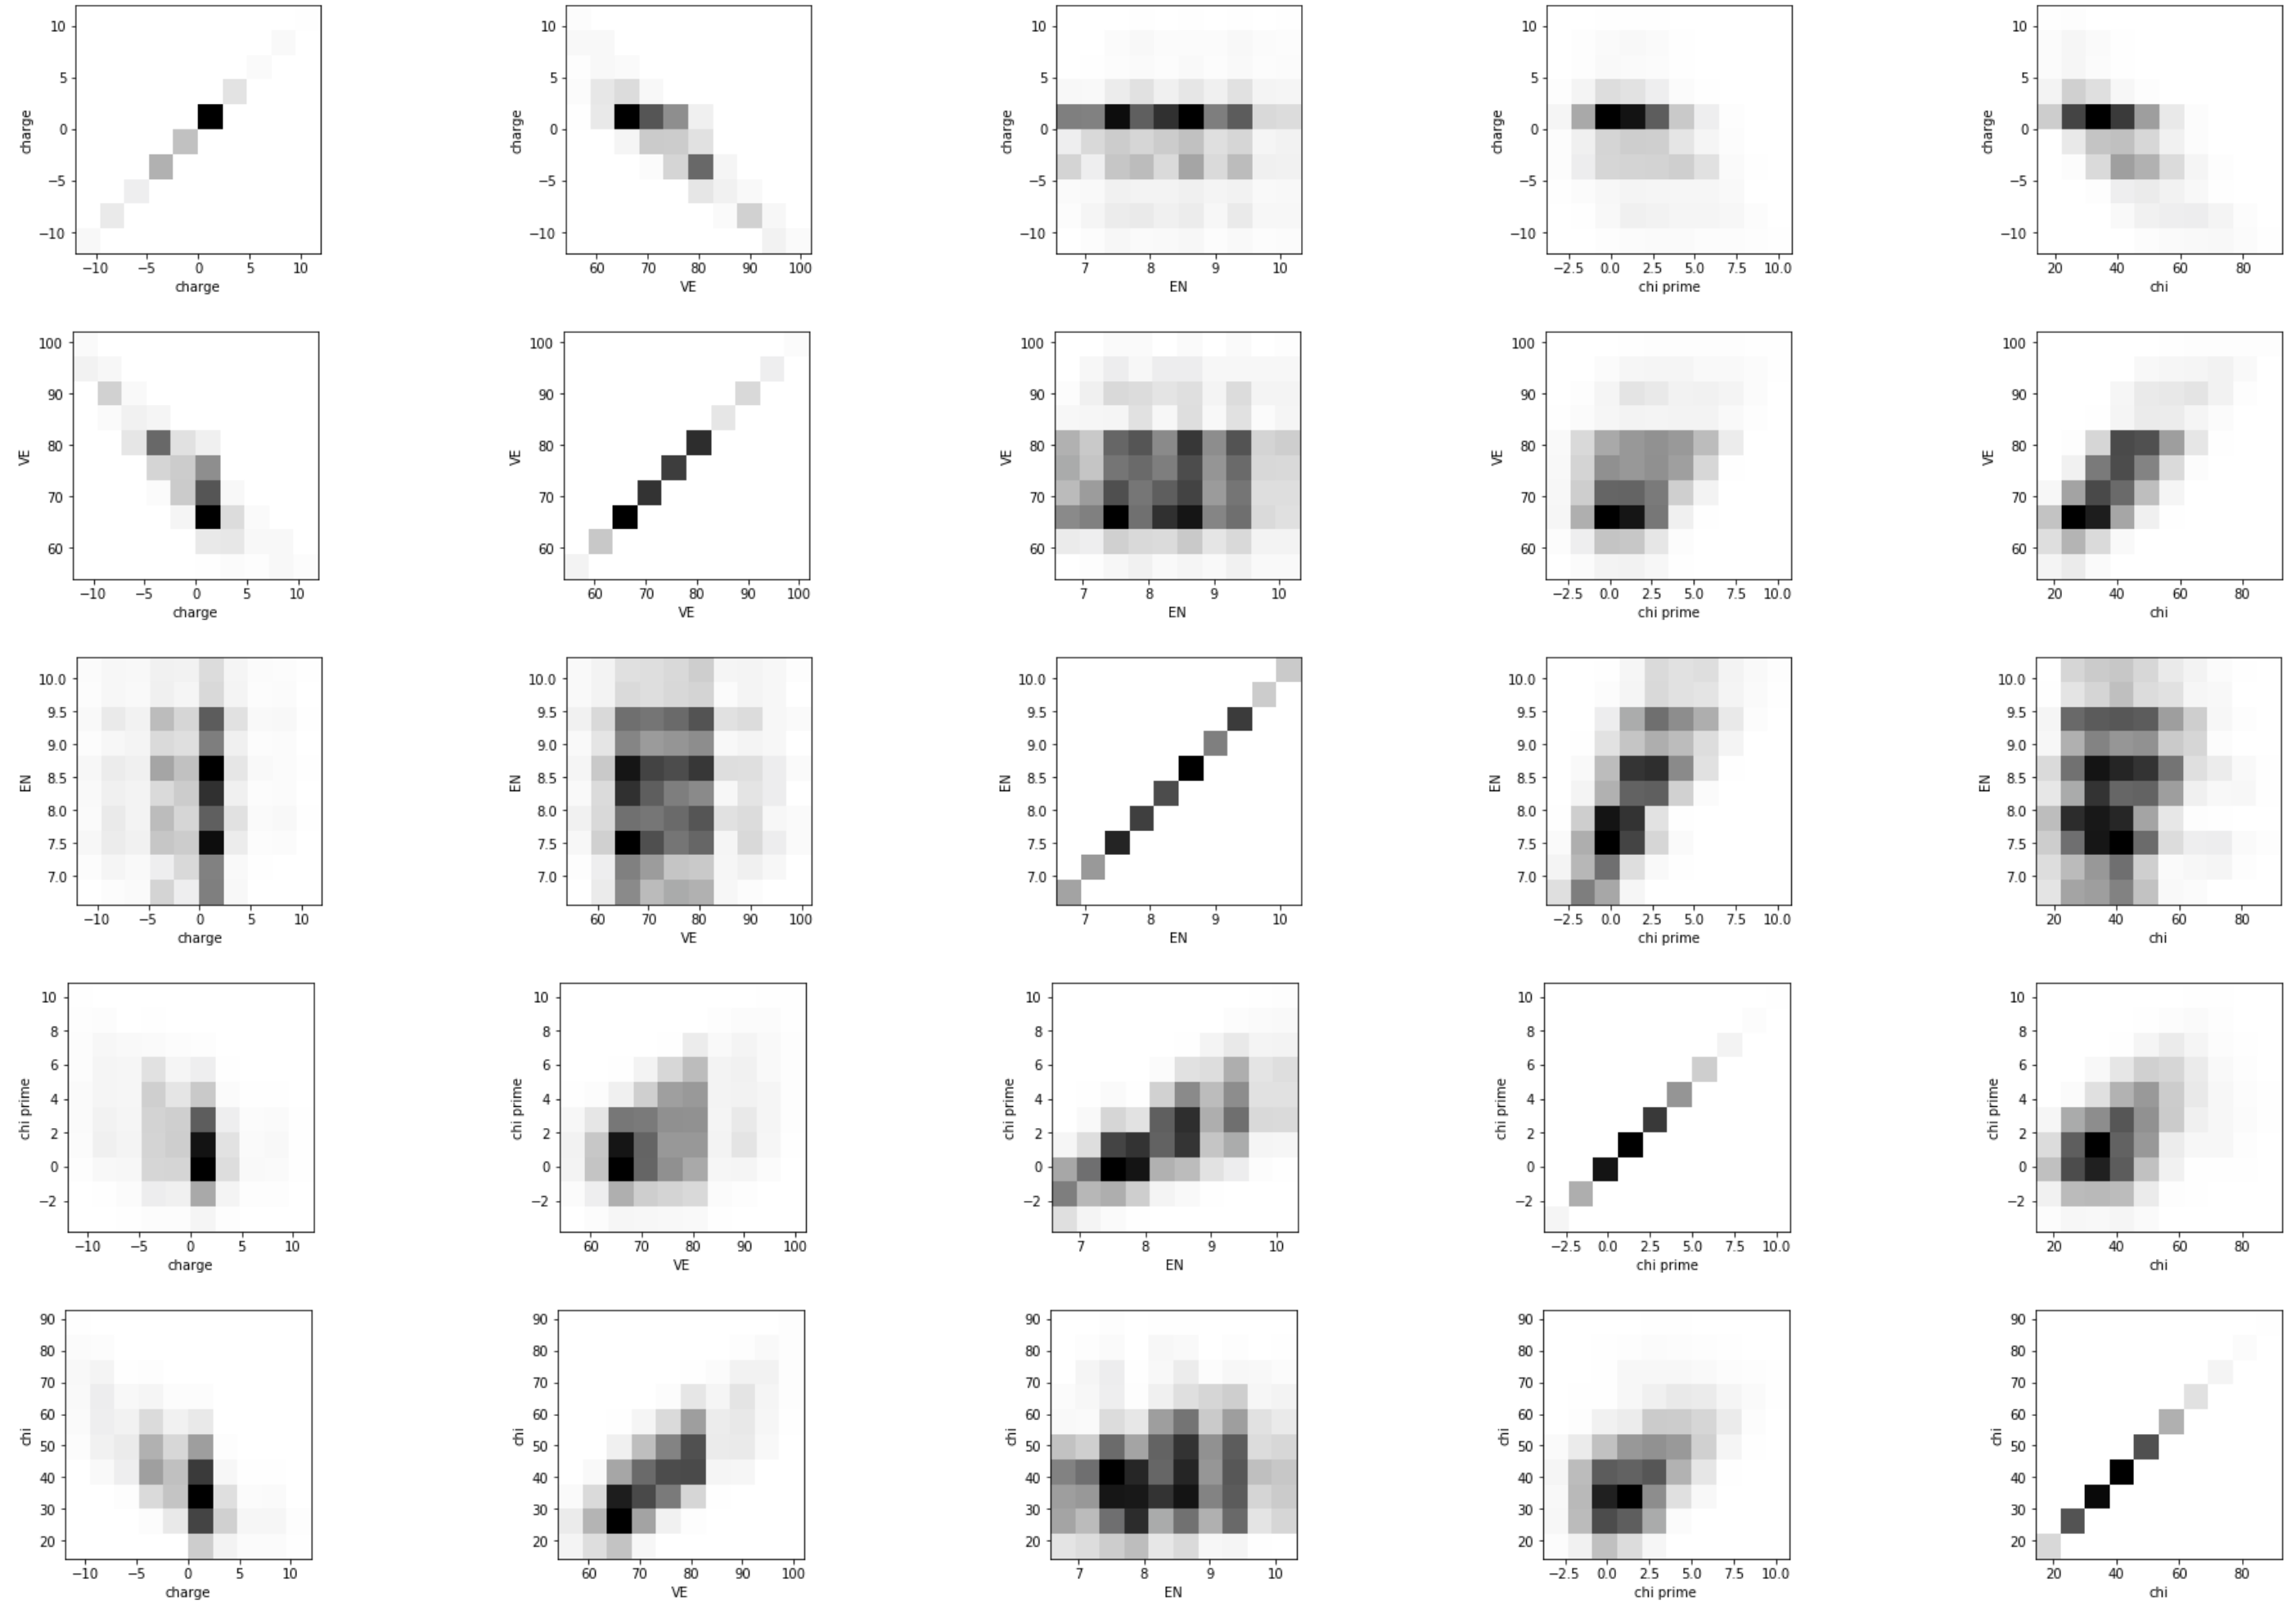 10 10 10 10 10
5 5 5 5 5
charge charge charge charge charge
0 0 0 0 0
−5 −5 −5 −5 −5
−10 −10 −10 −10 −10
−10 −5 0 5 10 60 70 80 90 100 7 8 9 10 −2.5 0.0 2.5 5.0 7.5 10.0 20 40 60 80
charge VE EN chi prime chi
100 100 100 100 100
90 90 90 90 90
80 80 80 80 80
VE VE VE VE VE
70 70 70 70 70
60 60 60 60 60
−10 −5 0 5 10 60 70 80 90 100 7 8 9 10 −2.5 0.0 2.5 5.0 7.5 10.0 20 40 60 80
charge VE EN chi prime chi
10.0 10.0 10.0 10.0 10.0
9.5 9.5 9.5 9.5 9.5
9.0 9.0 9.0 9.0 9.0
EN EN EN EN EN
8.5 8.5 8.5 8.5 8.5
8.0 8.0 8.0 8.0 8.0
7.5 7.5 7.5 7.5 7.5
7.0 7.0 7.0 7.0 7.0
−10 −5 0 5 10 60 70 80 90 100 7 8 9 10 −2.5 0.0 2.5 5.0 7.5 10.0 20 40 60 80
charge VE EN chi prime chi
10 10 10 10 10
8 8 8 8 8
6 6 6 6 6
4 4 4 4 4
chi prime chi prime chi prime chi prime chi prime
2 2 2 2 2
0 0 0 0 0
−2 −2 −2 −2 −2
−10 −5 0 5 10 60 70 80 90 100 7 8 9 10 −2.5 0.0 2.5 5.0 7.5 10.0 20 40 60 80
charge VE EN chi prime chi
90 90 90 90 90
80 80 80 80 80
70 70 70 70 70
60 60 60 60 60
chi chi chi chi chi
50 50 50 50 50
40 40 40 40 40
30 30 30 30 30
20 20 20 20 20
−10 −5 0 5 10 60 70 80 90 100 7 8 9 10 −2.5 0.0 2.5 5.0 7.5 10.0 20 40 60 80
charge VE EN chi prime chi